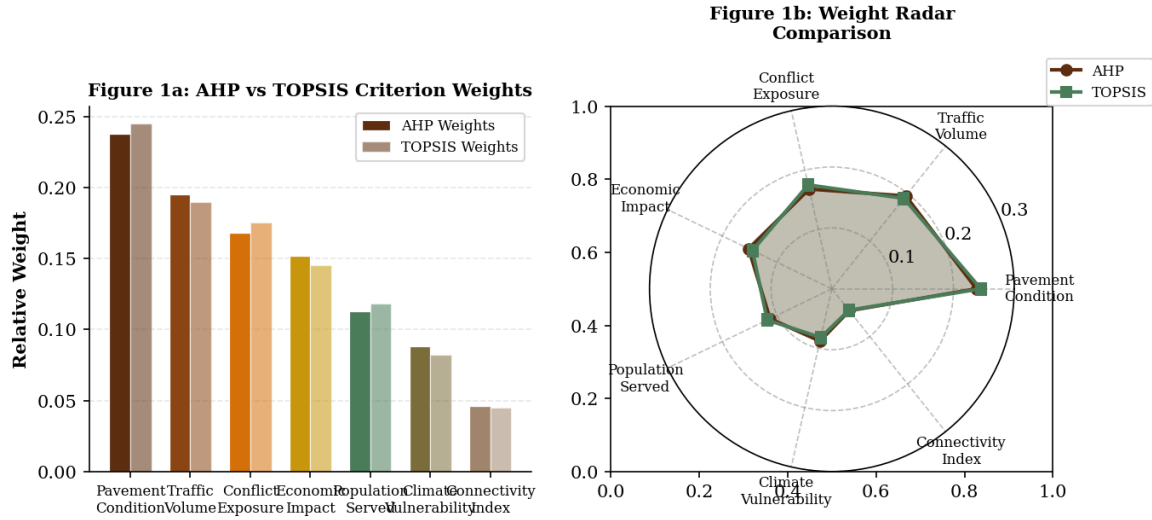 Figure 1a: AHP vs TOPSIS Criterion Weights
AHP Weights
TOPSIS Weights
Relative Weight
0.25
0.20
0.15
0.10
0.05
0.00
Pavement
Condition
Traffic
Volume
Conflict
Exposure
Economic
Impact
Population
Served
Climate
Vulnerability
Connectivity
Index
Figure 1b: Weight Radar
Comparison
AHP
TOPSIS
1.0
0.8
0.6
0.4
0.2
0.0
0.0
0.2
0.4
0.6
0.8
1.0
Conflict
Exposure
Traffic
Volume
Economic
Impact
0.3
0.2
0.1
Pavement
Condition
Population
Served
Connectivity
Index
Climate
Vulnerability